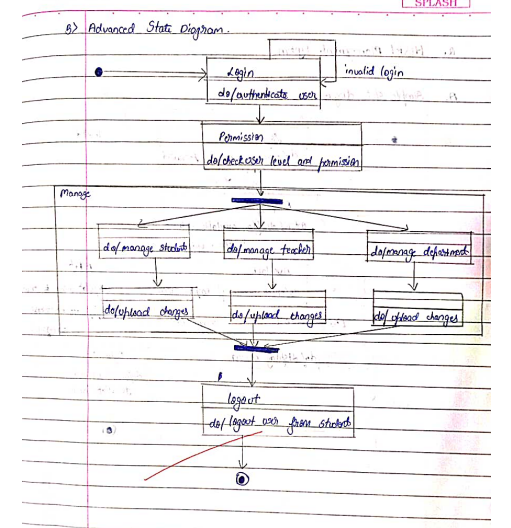 SPLASH
B) Advanced State Diagram.
Login
invalid login
do/authenticate user
Permission
do/check user level and permission
Manage
do/manage students
do/manage teacher
do/manage department
do/upload changes
do/upload changes
do/upload changes
logout
do/logout user from students